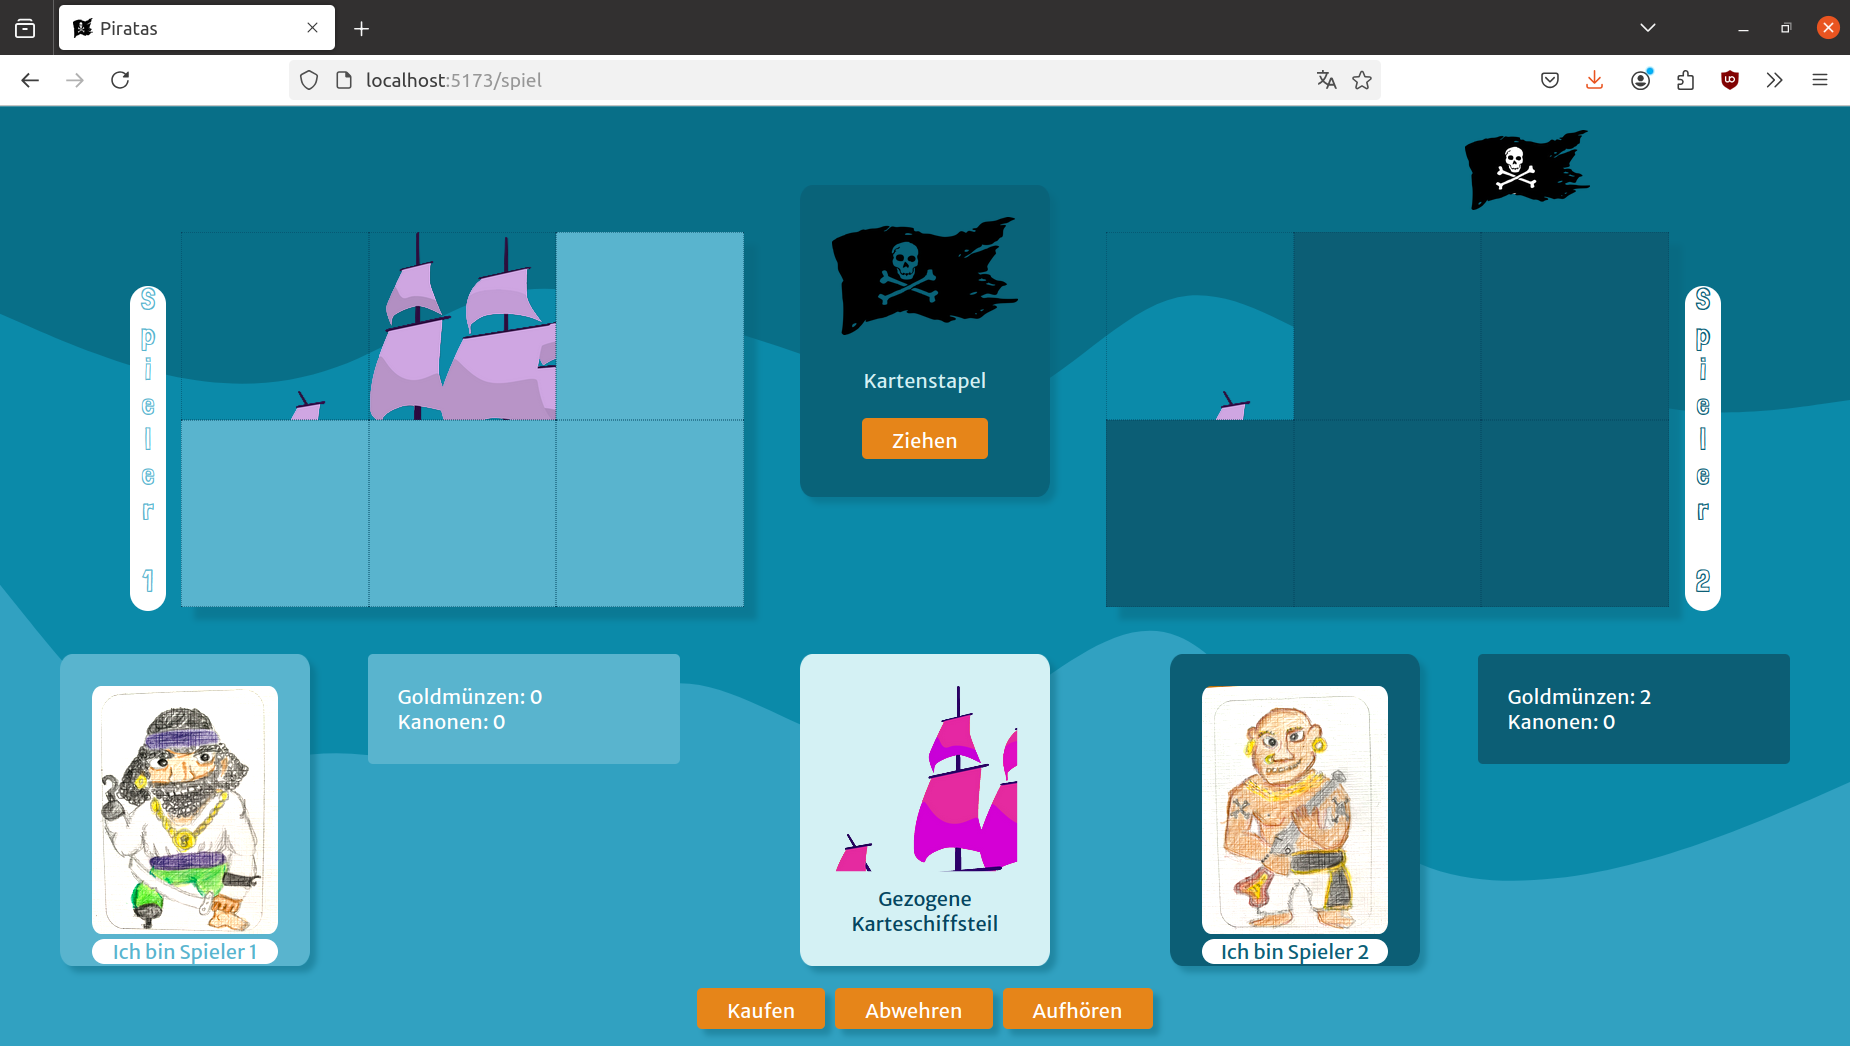 Piratas
localhost:5173/spiel
Spieler 1
Kartenstapel
Ziehen
Spieler 2
Goldmünzen: 0
Kanonen: 0
Ich bin Spieler 1
Gezogene
Karteschiffsteil
Goldmünzen: 2
Kanonen: 0
Ich bin Spieler 2
Kaufen
Abwehren
Aufhören